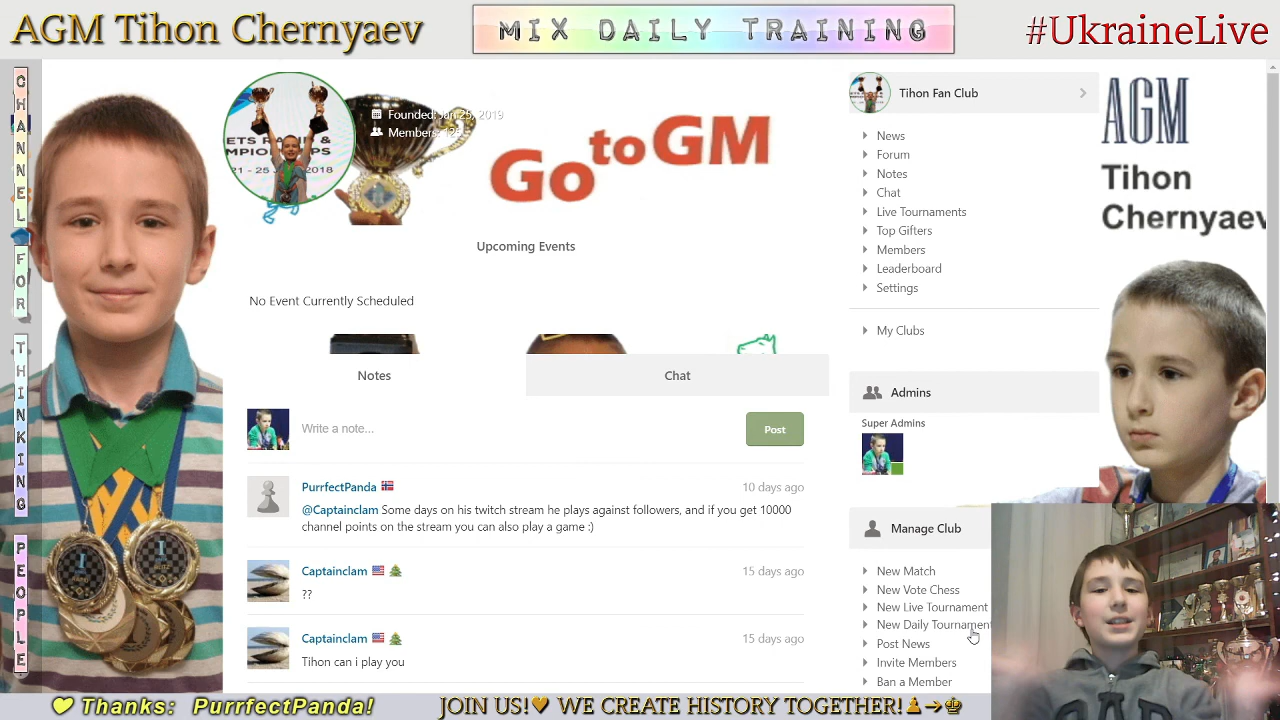 AGM Tihon Chernyaev
MIX DAILY TRAINING
#UkraineLive
CHANNEL FOR THINKING PEOPLE
Founded: Jan 25, 2019
Members:
ETS RAPID &
MPIONSHIPS
21 - 25 2018
Go to GM
Upcoming Events
No Event Currently Scheduled
Notes
Chat
Write a note...
Post
PurrfectPanda
10 days ago
@Captainclam Some days on his twitch stream he plays against followers, and if you get 10000
channel points on the stream you can also play a game :)
Captainclam
15 days ago
??
Captainclam
15 days ago
Tihon can i play you
Tihon Fan Club
News
Forum
Notes
Chat
Live Tournaments
Top Gifters
Members
Leaderboard
Settings
My Clubs
Admins
Super Admins
Manage Club
New Match
New Vote Chess
New Live Tournament
New Daily Tournament
Post News
Invite Members
Ban a Member
AGM
Tihon
Chernyaev
Thanks: PurrfectPanda!
JOIN US! WE CREATE HISTORY TOGETHER!